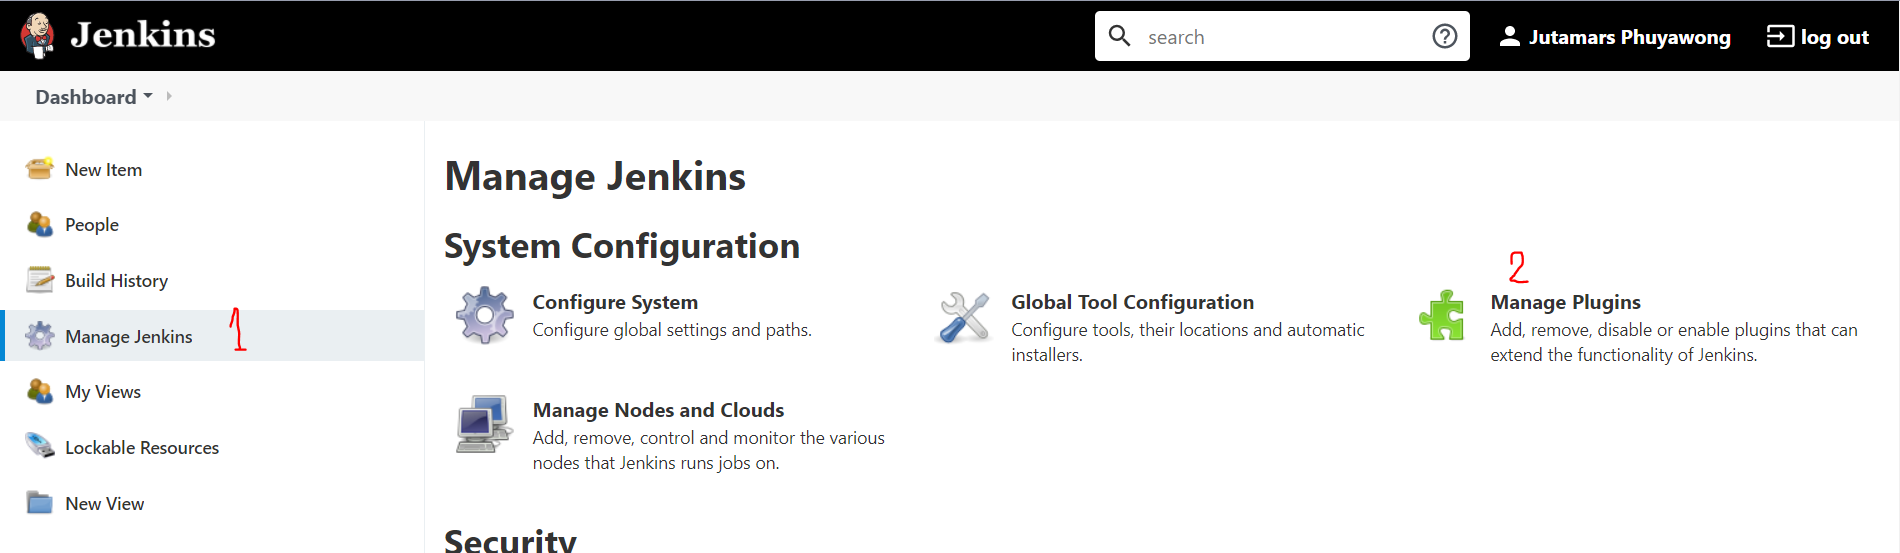 Jenkins
search
Jutamars Phuyawong
log out
Dashboard
New Item
People
Build History
Manage Jenkins
1
My Views
Lockable Resources
New View
Manage Jenkins
System Configuration
Configure System
Configure global settings and paths.
Global Tool Configuration
Configure tools, their locations and automatic
installers.
2
Manage Plugins
Add, remove, disable or enable plugins that can
extend the functionality of Jenkins.
Manage Nodes and Clouds
Add, remove, control and monitor the various
nodes that Jenkins runs jobs on.
Security